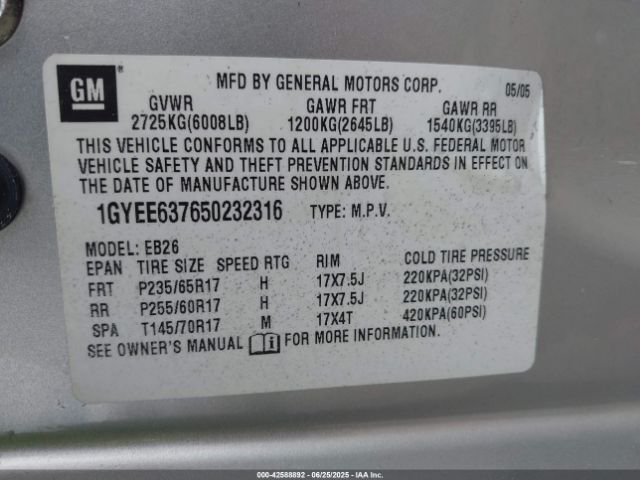 GM
MFD BY GENERAL MOTORS CORP. 05/05
GVWR GAWR FRT GAWR RR
2725KG(6008LB) 1200KG(2645LB) 1540KG(3395LB)
THIS VEHICLE CONFORMS TO ALL APPLICABLE U.S. FEDERAL MOTOR
VEHICLE SAFETY AND THEFT PREVENTION STANDARDS IN EFFECT ON
THE DATE OF MANUFACTURE SHOWN ABOVE.
1GYEE637650232316 TYPE: M.P.V.
MODEL: EB26
EPAN TIRE SIZE SPEED RTG RIM COLD TIRE PRESSURE
FRT P235/65R17 H 17X7.5J 220KPA(32PSI)
RR P255/60R17 H 17X7.5J 220KPA(32PSI)
SPA T145/70R17 M 17X4T 420KPA(60PSI)
SEE OWNER'S MANUAL FOR MORE INFORMATION.
000-42588892 - 06/25/2025 - IAA Inc.